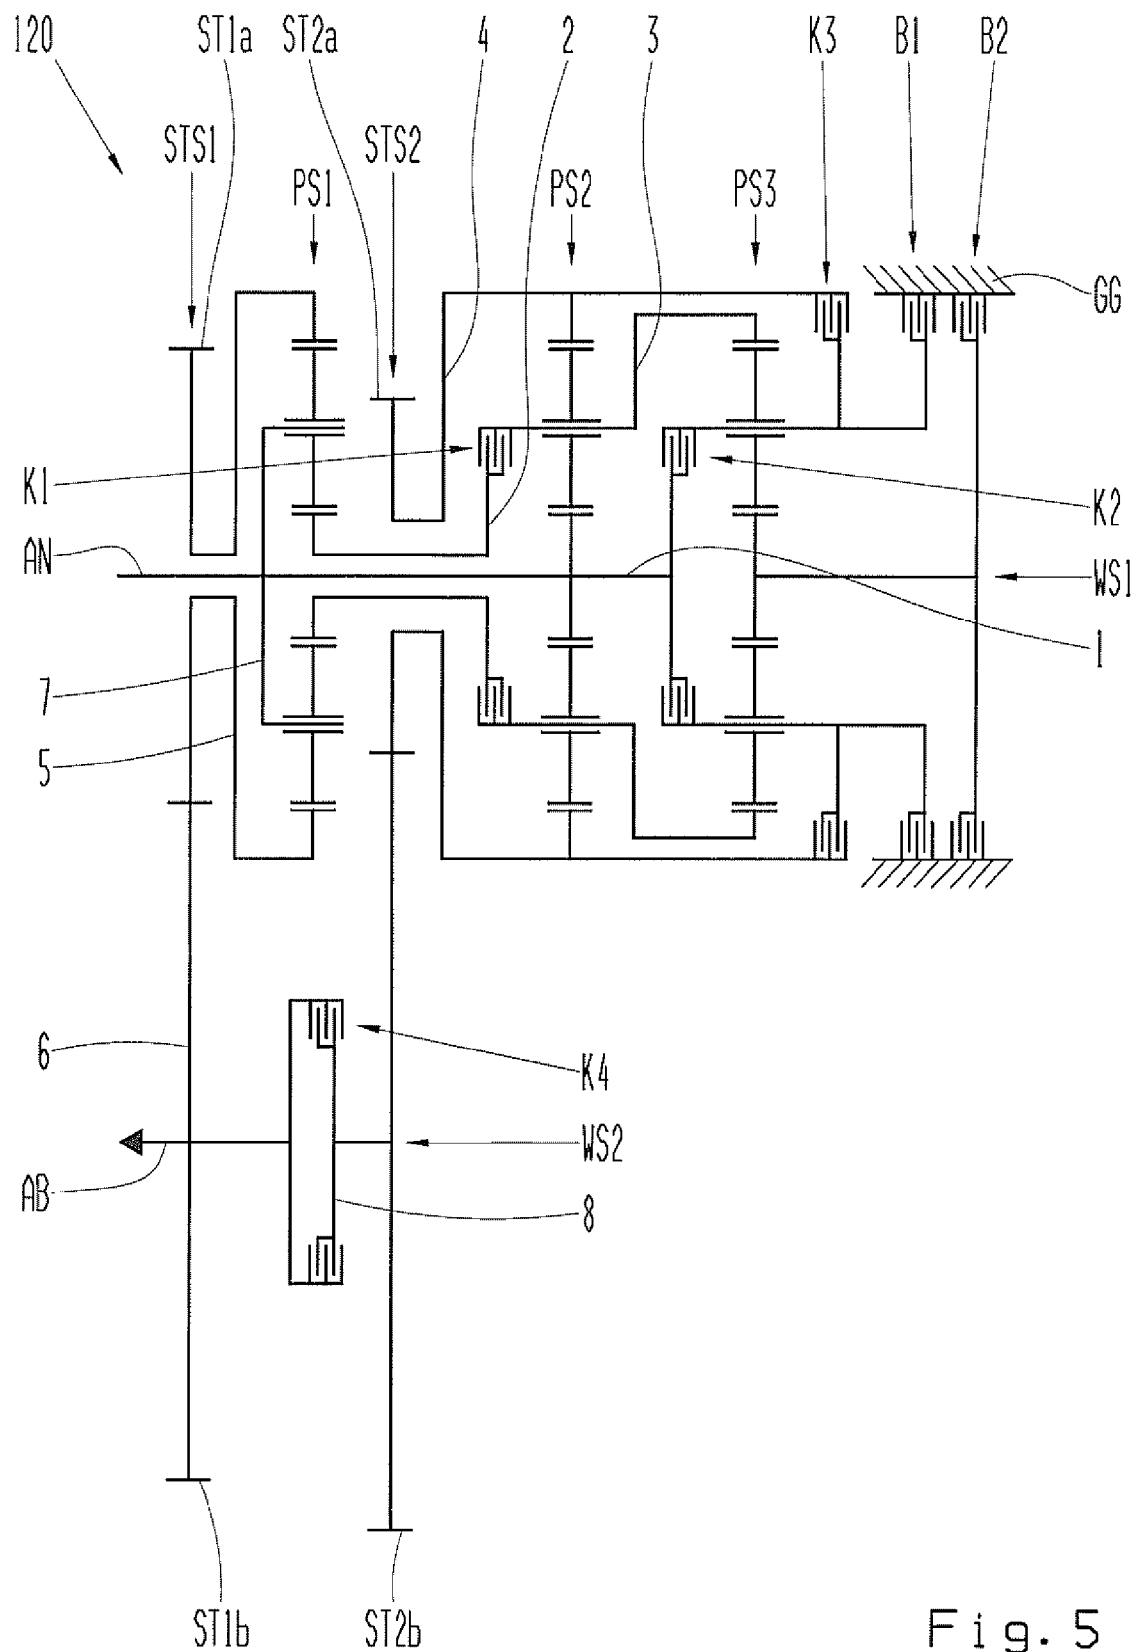 120 ST1a ST2a 4 2 3 K3 B1 B2
STS1 STS2
PS1 PS2 PS3
GG
K1
K2
AN
WS1
1
7
5
6
K4
WS2
AB
8
ST1b ST2b
Fig. 5